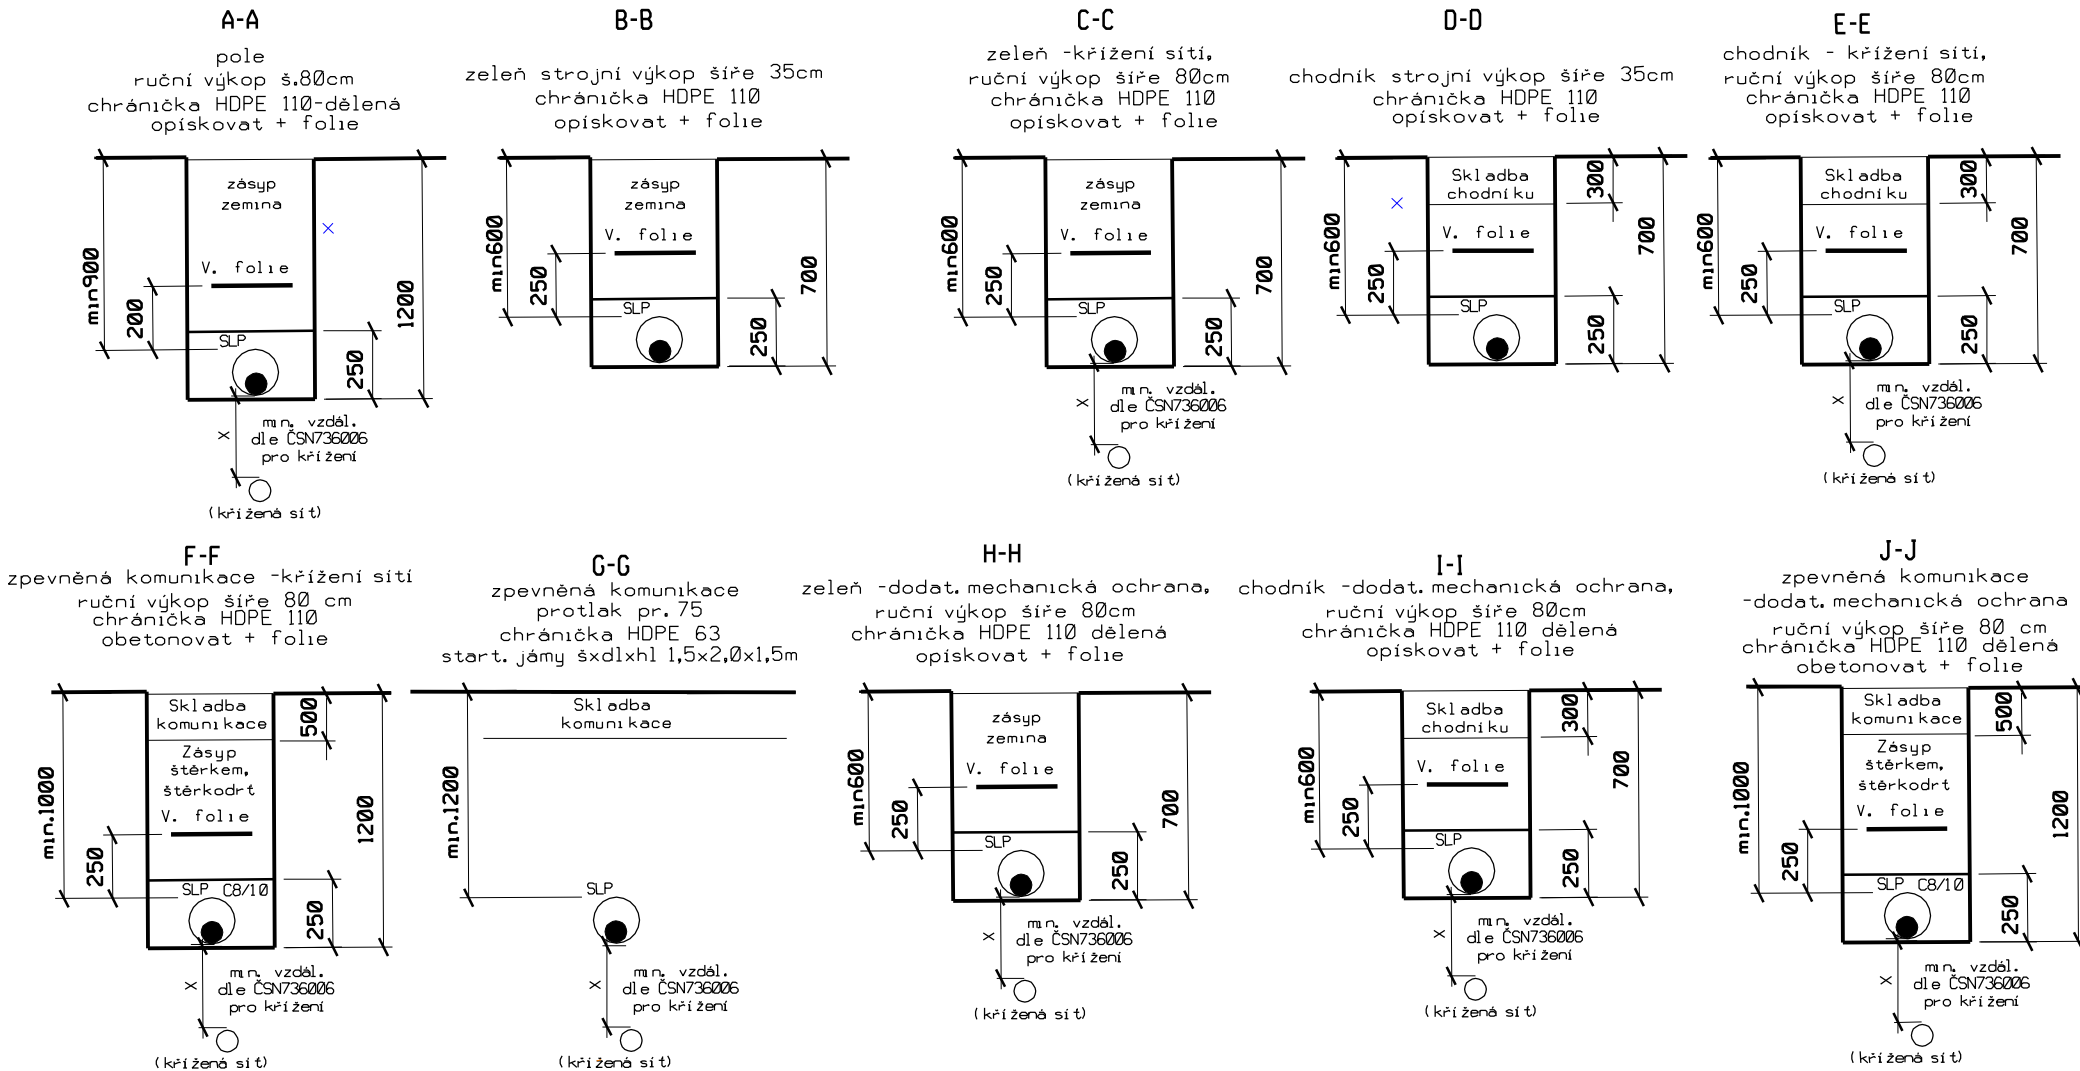 A-A
pole
ruční výkop š.80cm
chránička HDPE 110-dělená
opískovat + folie
zásyp
zemina
V. folie
SLP
min900
200
250
1200
min. vzdál.
dle ČSN736006
pro křížení
X
(křížená sít)
B-B
zeleň strojní výkop šíře 35cm
chránička HDPE 110
opískovat + folie
zásyp
zemina
V. folie
SLP
min600
250
250
700
C-C
zeleň -křížení sítí,
ruční výkop šíře 80cm
chránička HDPE 110
opískovat + folie
zásyp
zemina
V. folie
SLP
min600
250
250
700
min. vzdál.
dle ČSN736006
pro křížení
X
(křížená sít)
D-D
chodník strojní výkop šíře 35cm
chránička HDPE 110
opískovat + folie
Skladba
chodníku
V. folie
SLP
min600
250
300
250
700
E-E
chodník - křížení sítí,
ruční výkop šíře 80cm
chránička HDPE 110
opískovat + folie
Skladba
chodníku
V. folie
SLP
min600
250
300
250
700
min. vzdál.
dle ČSN736006
pro křížení
X
(křížená sít)
F-F
zpevněná komunikace -křížení sítí
ruční výkop šíře 80 cm
chránička HDPE 110
obetonovat + folie
Skladba
komunikace
Zásyp
štěrkem,
štěrkodrt
V. folie
SLP C8/10
min.1000
250
500
250
1200
min. vzdál.
dle ČSN736006
pro křížení
X
(křížená sít)
G-G
zpevněná komunikace
protlak pr. 75
chránička HDPE 63
start. jámy šxdlxhl 1,5x2,0x1,5m
Skladba
komunikace
min.1200
SLP
min. vzdál.
dle ČSN736006
pro křížení
X
(křížená sít)
H-H
zeleň -dodat. mechanická ochrana,
ruční výkop šíře 80cm
chránička HDPE 110 dělená
opískovat + folie
zásyp
zemina
V. folie
SLP
min600
250
250
700
min. vzdál.
dle ČSN736006
pro křížení
X
(křížená sít)
I-I
chodník -dodat. mechanická ochrana,
ruční výkop šíře 80cm
chránička HDPE 110 dělená
opískovat + folie
Skladba
chodníku
V. folie
SLP
min600
250
300
250
700
min. vzdál.
dle ČSN736006
pro křížení
X
(křížená sít)
J-J
zpevněná komunikace
-dodat. mechanická ochrana
ruční výkop šíře 80 cm
chránička HDPE 110 dělená
obetonovat + folie
Skladba
komunikace
Zásyp
štěrkem,
štěrkodrt
V. folie
SLP C8/10
min.1000
250
500
250
1200
min. vzdál.
dle ČSN736006
pro křížení
X
(křížená sít)